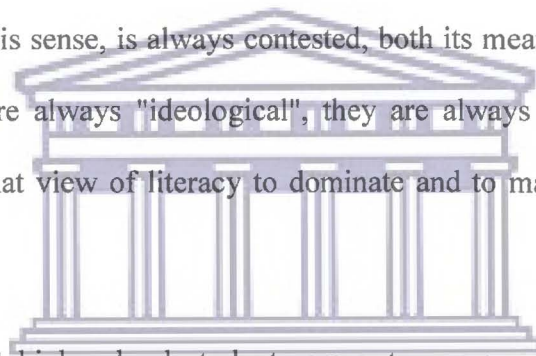 is sense, is always contested, both its mea
re always "ideological", they are always
at view of literacy to dominate and to ma